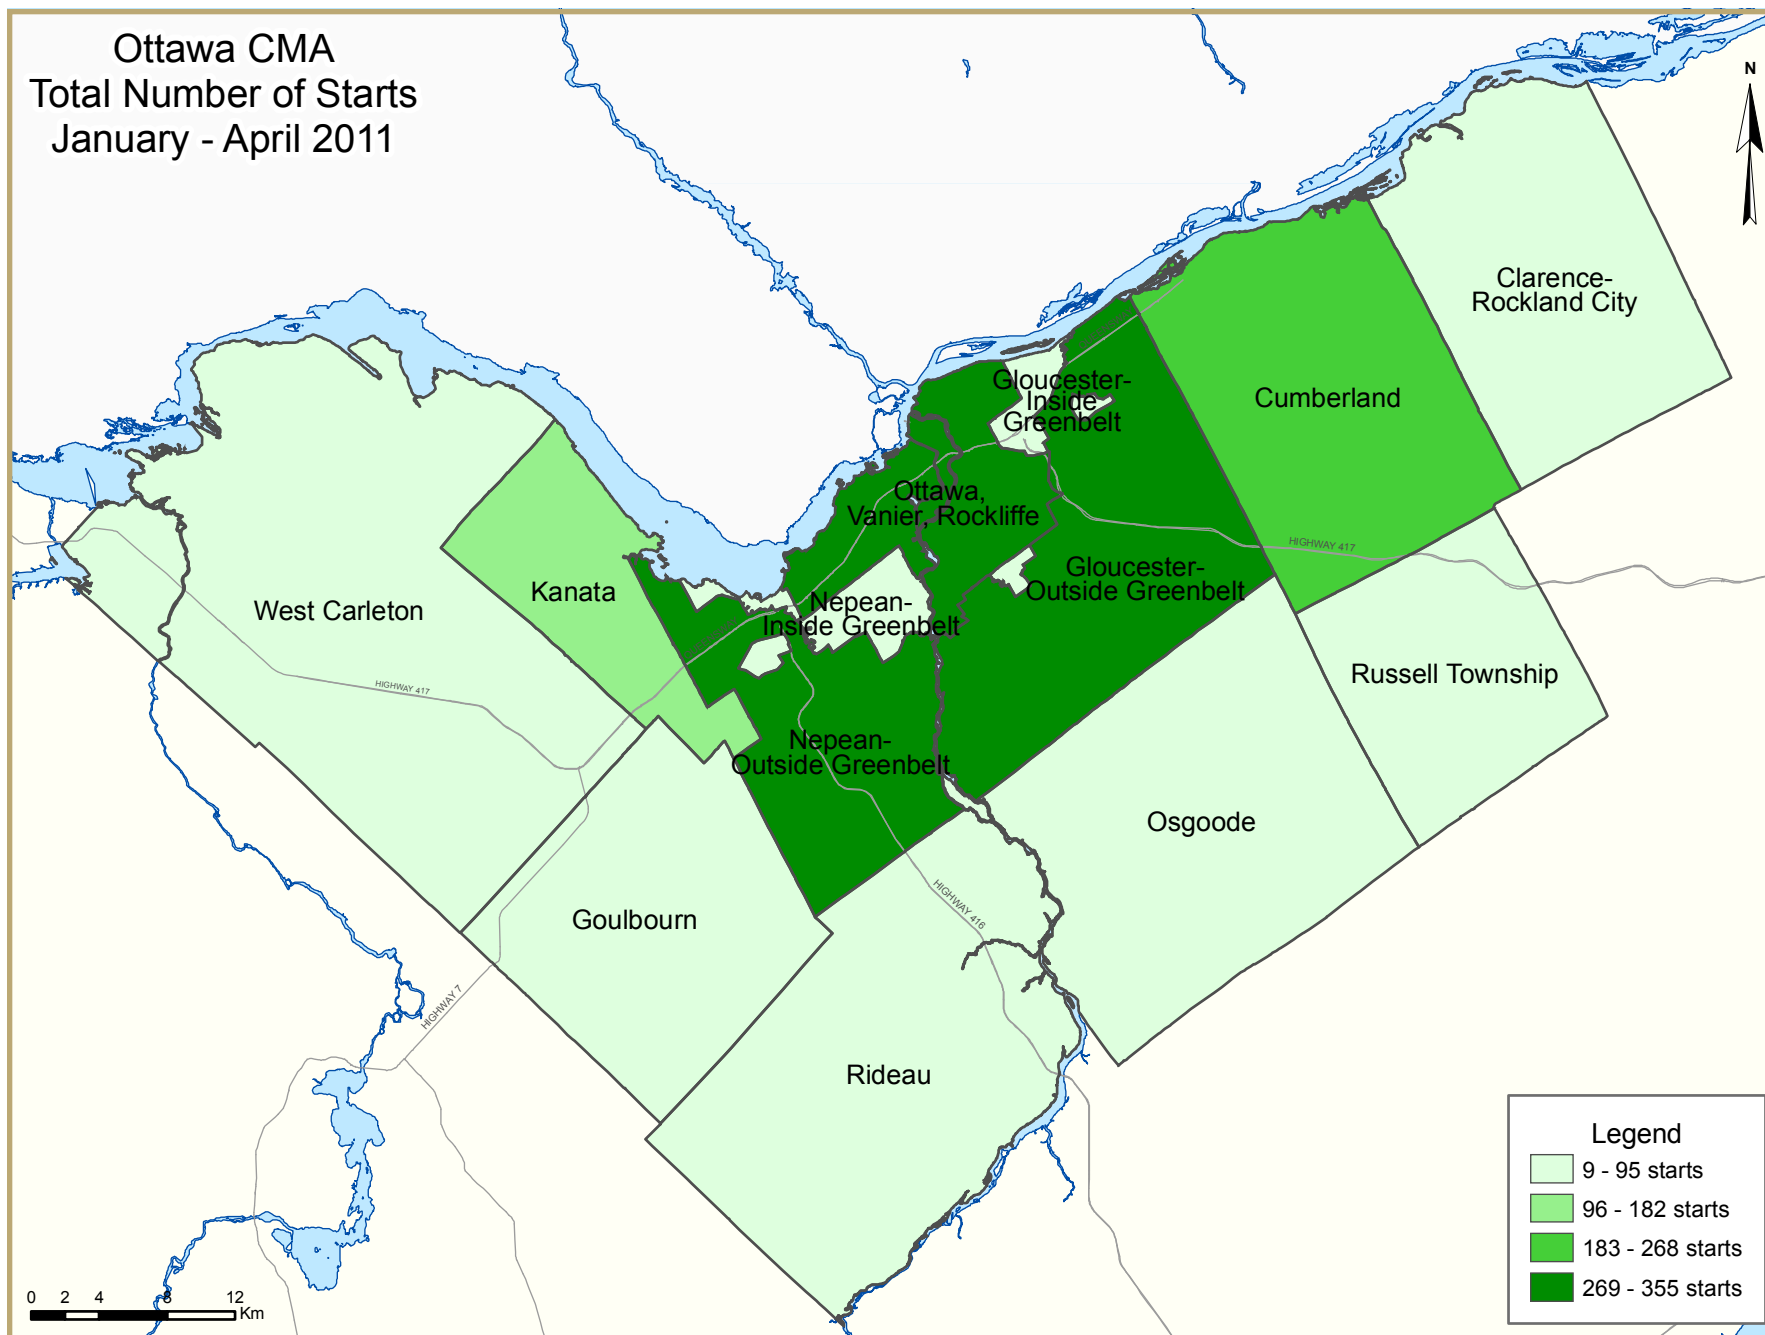 Ottawa CMA
Total Number of Starts
January - April 2011
N
Clarence-
Rockland City
Cumberland
Gloucester-
Inside
Greenbelt
Ottawa,
Vanier, Rockliffe
HIGHWAY 417
Gloucester-
Outside Greenbelt
Kanata
West Carleton
Nepean-
Inside Greenbelt
Russell Township
HIGHWAY 417
Nepean-
Outside Greenbelt
Osgoode
Goulbourn
HIGHWAY 416
HIGHWAY 7
Rideau
Legend
9 - 95 starts
96 - 182 starts
183 - 268 starts
269 - 355 starts
0 2 4 8 12
Km